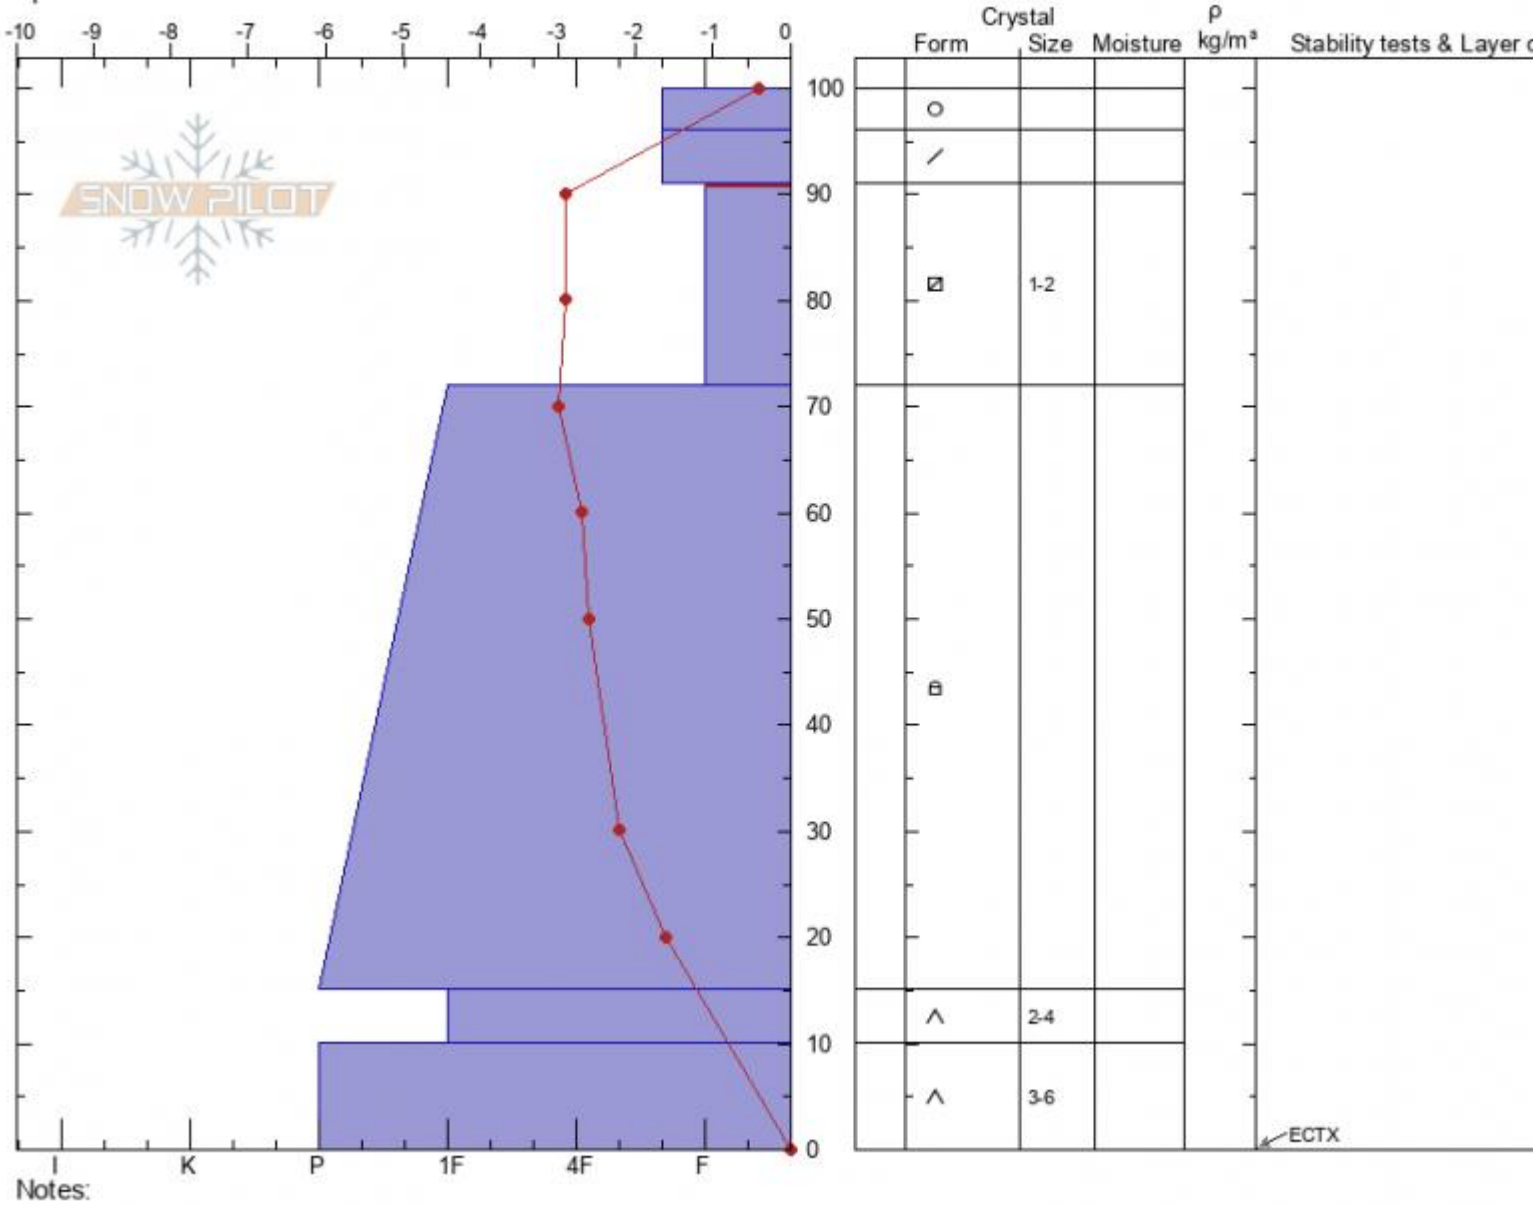 Crystal ρ
-10 -9 -8 -7 -6 -5 -4 -3 -2 -1 0
Form Size Moisture kg/m³ Stability tests & Layer
100
SNOW PILOT
90
80 1-2
70
60
50
40
30
20
2-4
10
3-6
0 ECTX
I K P 1F 4F F
Notes: